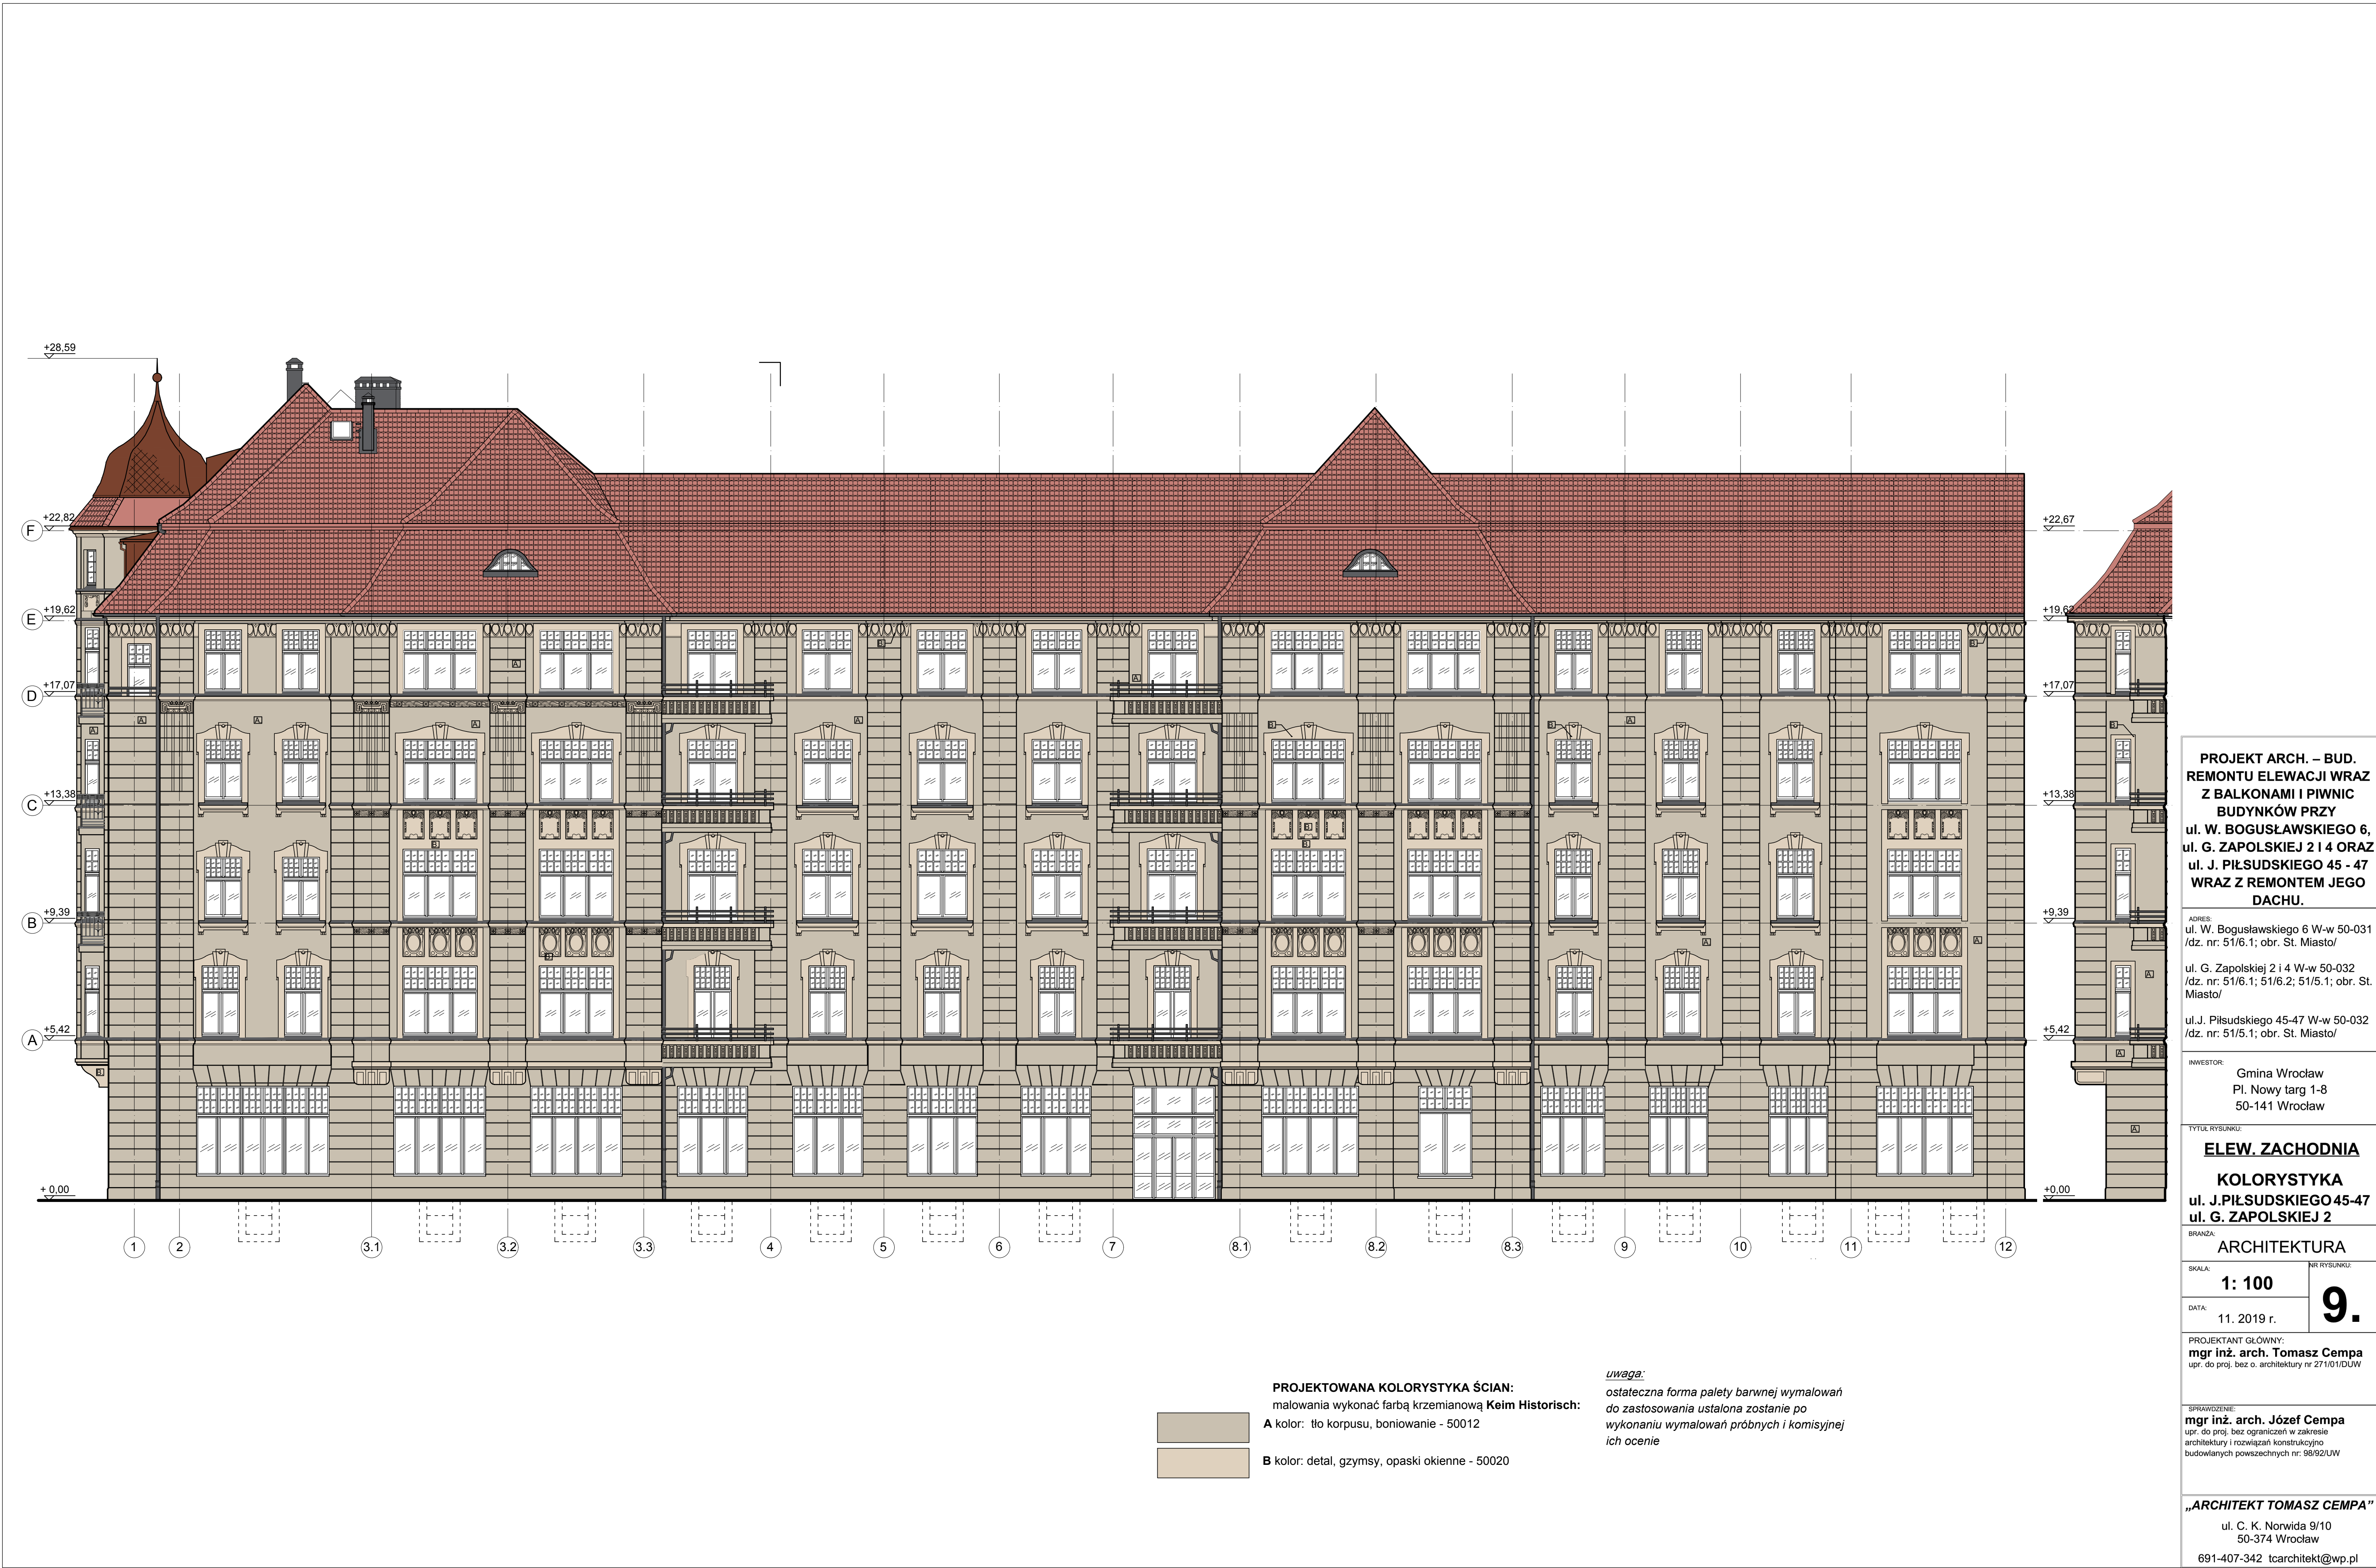 +28,59
F
+22,82
+22,67
E
+19,62
+19,62
A
B
A
B
D
+17,07
+17,07
A
A
A
A
A
B
B
A
B
C
+13,38
+13,38
B
B
B
B
+9,39
+9,39
A
A
B
A
A
+5,42
+5,42
A
B
A
+ 0,00
+0,00
1
2
3.1
3.2
3.3
4
5
6
7
8.1
8.2
8.3
9
10
11
12
PROJEKTOWANA KOLORYSTYKA ŚCIAN:
malowania wykonać farbą krzemianową Keim Historisch:
A kolor: tło korpusu, boniowanie - 50012
B kolor: detal, gzymsy, opaski okienne - 50020
uwaga:
ostateczna forma palety barwnej wymalowań
do zastosowania ustalona zostanie po
wykonaniu wymalowań próbnych i komisyjnej
ich ocenie
PROJEKT ARCH. – BUD.
REMONTU ELEWACJI WRAZ
Z BALKONAMI I PIWNIC
BUDYNKÓW PRZY
ul. W. BOGUSŁAWSKIEGO 6,
ul. G. ZAPOLSKIEJ 2 I 4 ORAZ
ul. J. PIŁSUDSKIEGO 45 - 47
WRAZ Z REMONTEM JEGO
DACHU.
ADRES:
ul. W. Bogusławskiego 6 W-w 50-031
/dz. nr: 51/6.1; obr. St. Miasto/
ul. G. Zapolskiej 2 i 4 W-w 50-032
/dz. nr: 51/6.1; 51/6.2; 51/5.1; obr. St.
Miasto/
ul.J. Piłsudskiego 45-47 W-w 50-032
/dz. nr: 51/5.1; obr. St. Miasto/
INWESTOR:
Gmina Wrocław
Pl. Nowy targ 1-8
50-141 Wrocław
TYTUŁ RYSUNKU:
ELEW. ZACHODNIA
KOLORYSTYKA
ul. J.PIŁSUDSKIEGO 45-47
ul. G. ZAPOLSKIEJ 2
BRANŻA:
ARCHITEKTURA
SKALA:
1: 100
NR RYSUNKU:
9.
DATA:
11. 2019 r.
PROJEKTANT GŁÓWNY:
mgr inż. arch. Tomasz Cempa
upr. do proj. bez o. architektury nr 271/01/DUW
SPRAWDZENIE:
mgr inż. arch. Józef Cempa
upr. do proj. bez ograniczeń w zakresie
architektury i rozwiązań konstrukcyjno
budowlanych powszechnych nr: 98/92/UW
„ARCHITEKT TOMASZ CEMPA”
ul. C. K. Norwida 9/10
50-374 Wrocław
691-407-342 tcarchitekt@wp.pl